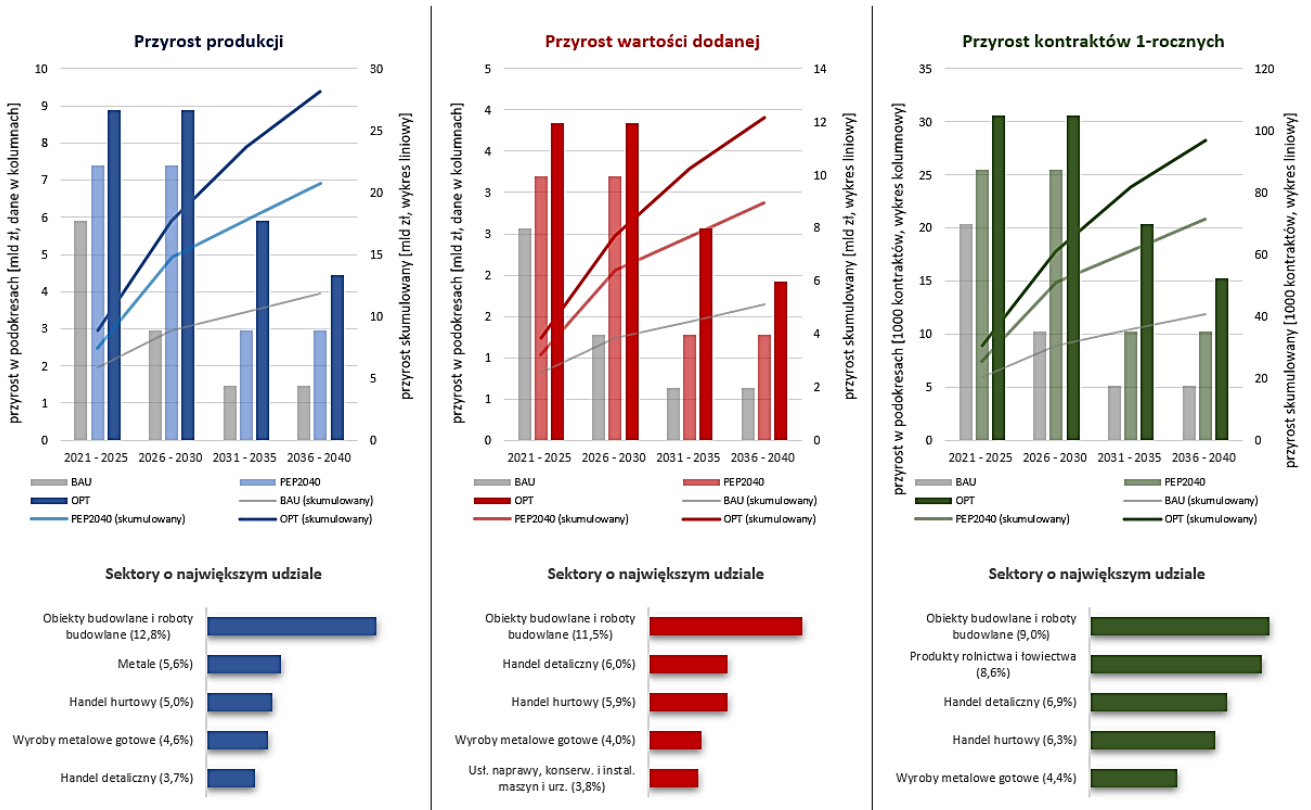 Przyrost produkcji
przyrost w podokresach [mld zł, dane w kolumnach]
10
9
8
7
6
5
4
3
2
1
0
30
25
20
15
10
5
0
przyrost skumulowany [mld zł, wykres liniowy]
2021 - 2025
2026 - 2030
2031 - 2035
2036 - 2040
BAU
PEP2040
OPT
BAU (skumulowany)
PEP2040 (skumulowany)
OPT (skumulowany)
Sektory o największym udziale
Obiekty budowlane i roboty
budowlane (12,8%)
Metale (5,6%)
Handel hurtowy (5,0%)
Wyroby metalowe gotowe (4,6%)
Handel detaliczny (3,7%)
Przyrost wartości dodanej
przyrost w podokresach [mld zł, dane w kolumnach]
5
4
4
3
3
2
2
1
1
0
14
12
10
8
6
4
2
0
przyrost skumulowany [mld zł, wykres liniowy]
2021 - 2025
2026 - 2030
2031 - 2035
2036 - 2040
BAU
PEP2040
OPT
BAU (skumulowany)
PEP2040 (skumulowany)
OPT (skumulowany)
Sektory o największym udziale
Obiekty budowlane i roboty
budowlane (11,5%)
Handel detaliczny (6,0%)
Handel hurtowy (5,9%)
Wyroby metalowe gotowe (4,0%)
Usł. naprawy, konserw. i instal.
maszyn i urz. (3,8%)
Przyrost kontraktów 1-rocznych
przyrost w podokresach [1000 kontraktów, wykres kolumnowy]
35
30
25
20
15
10
5
0
120
100
80
60
40
20
0
przyrost skumulowany [1000 kontraktów, wykres liniowy]
2021 - 2025
2026 - 2030
2031 - 2035
2036 - 2040
BAU
PEP2040
OPT
BAU (skumulowany)
PEP2040 (skumulowany)
OPT (skumulowany)
Sektory o największym udziale
Obiekty budowlane i roboty
budowlane (9,0%)
Produkty rolnictwa i łowiectwa
(8,6%)
Handel detaliczny (6,9%)
Handel hurtowy (6,3%)
Wyroby metalowe gotowe (4,4%)